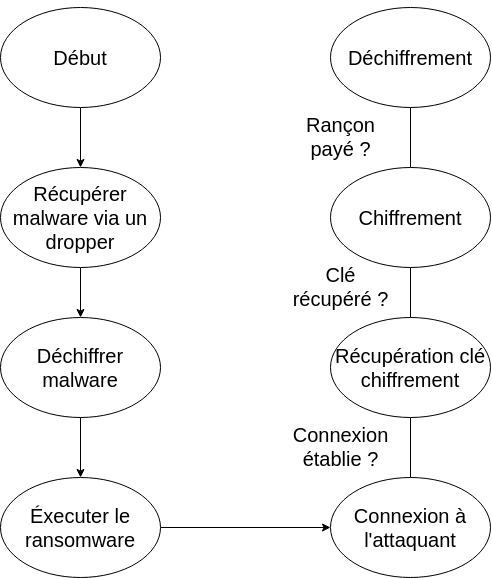 Début
Récupérer
malware via un
dropper
Déchiffrer
malware
Éxecuter le
ransomware
Connexion à
l'attaquant
Connexion
établie ?
Récupération clé
chiffrement
Clé
récupéré ?
Chiffrement
Rançon
payé ?
Déchiffrement